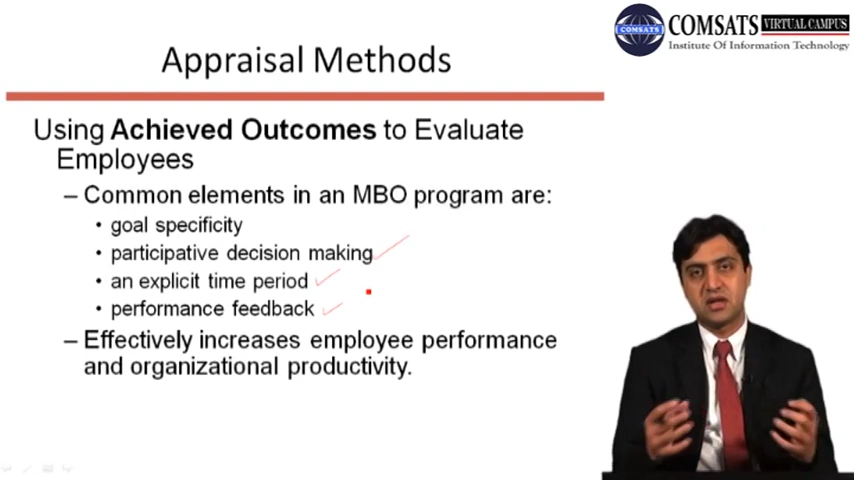 COMSATS VIRTUAL CAMPUS
Institute Of Information Technology
COMSATS
Appraisal Methods
Using Achieved Outcomes to Evaluate
Employees
– Common elements in an MBO program are:
• goal specificity
• participative decision making
• an explicit time period
• performance feedback
– Effectively increases employee performance
and organizational productivity.